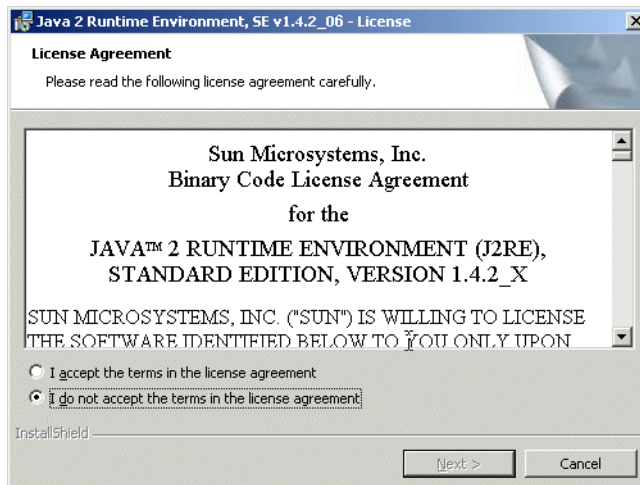 Java 2 Runtime Environment, SE v1.4.2_06 - License
License Agreement
Please read the following license agreement carefully.
Sun Microsystems, Inc.
Binary Code License Agreement
for the
JAVA™ 2 RUNTIME ENVIRONMENT (J2RE),
STANDARD EDITION, VERSION 1.4.2_X
SUN MICROSYSTEMS, INC. ("SUN") IS WILLING TO LICENSE
THE SOFTWARE IDENTIFIED BELOW TO YOU ONLY UPON
I accept the terms in the license agreement
I do not accept the terms in the license agreement
InstallShield
Next >
Cancel